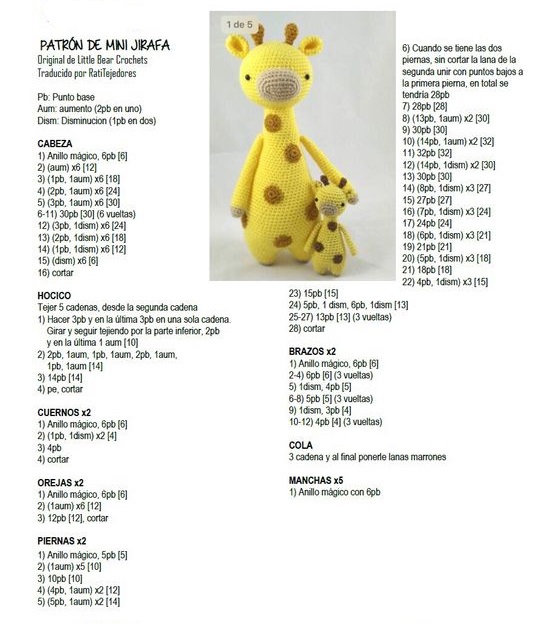 PATRÓN DE MINI JIRAFA
Original de Little Bear Crochets
Traducido por RatiTejedores
Pb: Punto base
Aum: aumento (2pb en uno)
Dism: Disminucion (1pb en dos)
CABEZA
1) Anillo mágico, 6pb [6]
2) (aum) x6 [12]
3) (1pb, 1aum) x6 [18]
4) (2pb, 1aum) x6 [24]
5) (3pb, 1aum) x6 [30]
6-11) 30pb [30] (6 vueltas)
12) (3pb, 1dism) x6 [24]
13) (2pb, 1dism) x6 [18]
14) (1pb, 1dism) x6 [12]
15) (dism) x6 [6]
16) cortar
HOCICO
Tejer 5 cadenas, desde la segunda cadena
1) Hacer 3pb y en la última 3pb en una sola cadena.
Girar y seguir tejiendo por la parte inferior, 2pb
y en la última 1 aum [10]
2) 2pb, 1aum, 1pb, 1aum, 2pb, 1aum,
1pb, 1aum [14]
3) 14pb [14]
4) pe, cortar
CUERNOS x2
1) Anillo mágico, 6pb [6]
2) (1pb, 1dism) x2 [4]
3) 4pb
4) cortar
OREJAS x2
1) Anillo mágico, 6pb [6]
2) (1aum) x6 [12]
3) 12pb [12], cortar
PIERNAS x2
1) Anillo mágico, 5pb [5]
2) (1aum) x5 [10]
3) 10pb [10]
4) (4pb, 1aum) x2 [12]
5) (5pb, 1aum) x2 [14]
1 de 5
6) Cuando se tiene las dos
piernas, sin cortar la lana de la
segunda unir con puntos bajos a
la primera pierna, en total se
tendría 28pb
7) 28pb [28]
8) (13pb, 1aum) x2 [30]
9) 30pb [30]
10) (14pb, 1aum) x2 [32]
11) 32pb [32]
12) (14pb, 1dism) x2 [30]
13) 30pb [30]
14) (8pb, 1dism) x3 [27]
15) 27pb [27]
16) (7pb, 1dism) x3 [24]
17) 24pb [24]
18) (6pb, 1dism) x3 [21]
19) 21pb [21]
20) (5pb, 1dism) x3 [18]
21) 18pb [18]
22) 4pb, 1dism) x3 [15]
23) 15pb [15]
24) 5pb, 1 dism, 6pb, 1dism [13]
25-27) 13pb [13] (3 vueltas)
28) cortar
BRAZOS x2
1) Anillo mágico, 6pb [6]
2-4) 6pb [6] (3 vueltas)
5) 1dism, 4pb [5]
6-8) 5pb [5] (3 vueltas)
9) 1dism, 3pb [4]
10-12) 4pb [4] (3 vueltas)
COLA
3 cadena y al final ponerle lanas marrones
MANCHAS x5
1) Anillo mágico con 6pb